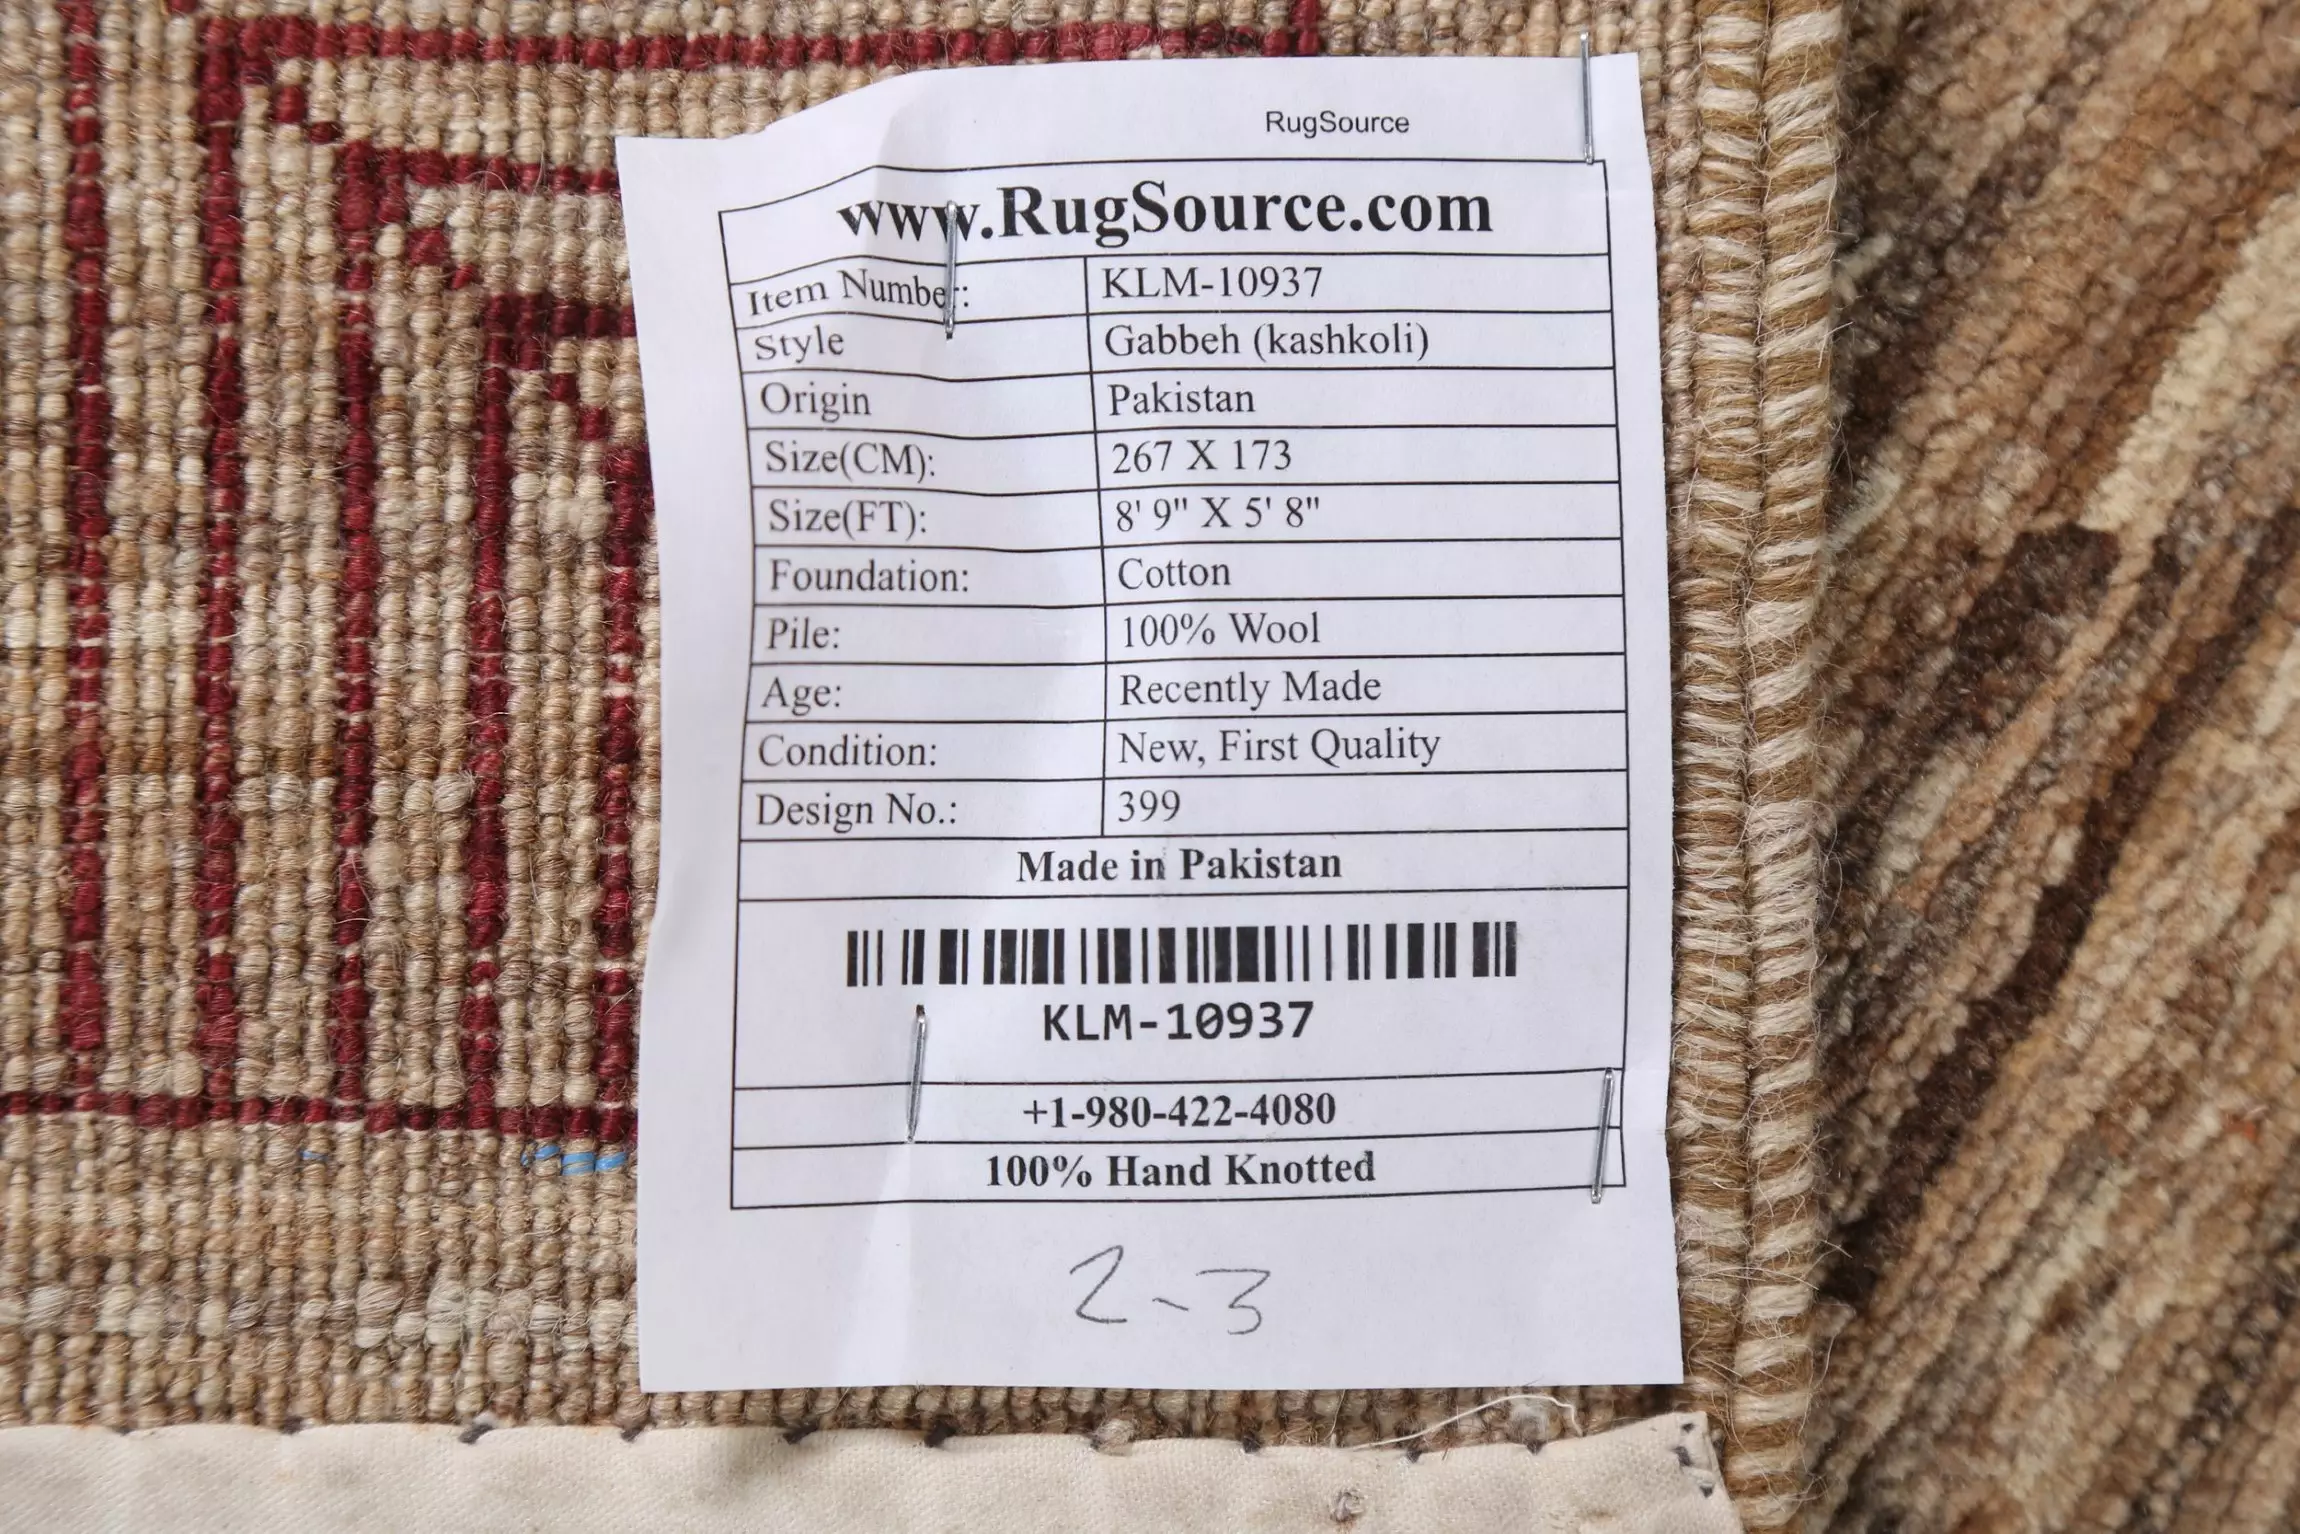 RugSource
www.RugSource.com
Item Number: KLM-10937
Style Gabbeh (kashkoli)
Origin Pakistan
Size(CM): 267 X 173
Size(FT): 8' 9" X 5' 8"
Foundation: Cotton
Pile: 100% Wool
Age: Recently Made
Condition: New, First Quality
Design No.: 399
Made in Pakistan
KLM-10937
+1-980-422-4080
100% Hand Knotted
2-3